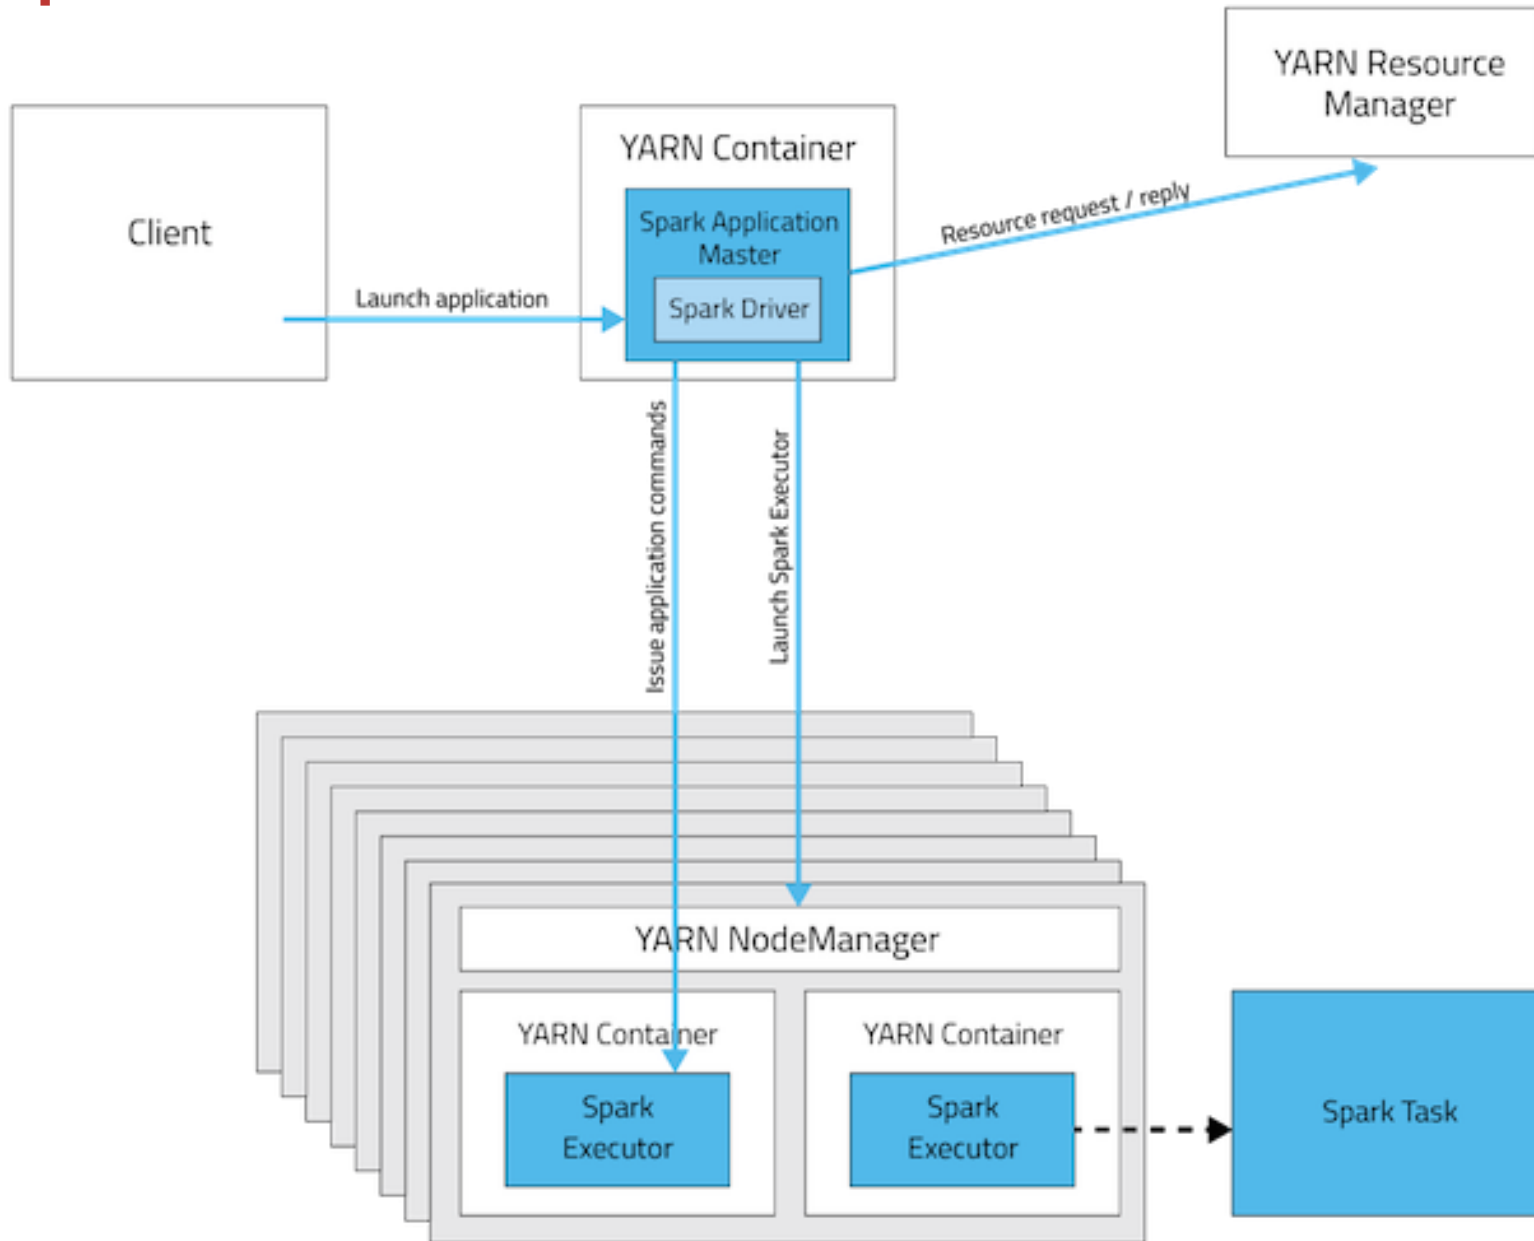 YARN Resource
Manager
YARN Container
Client
Spark Application
Master
Spark Driver
Resource request / reply
Launch application
Issue application commands
Launch Spark Executor
YARN NodeManager
YARN Container
YARN Container
Spark
Executor
Spark
Executor
Spark Task